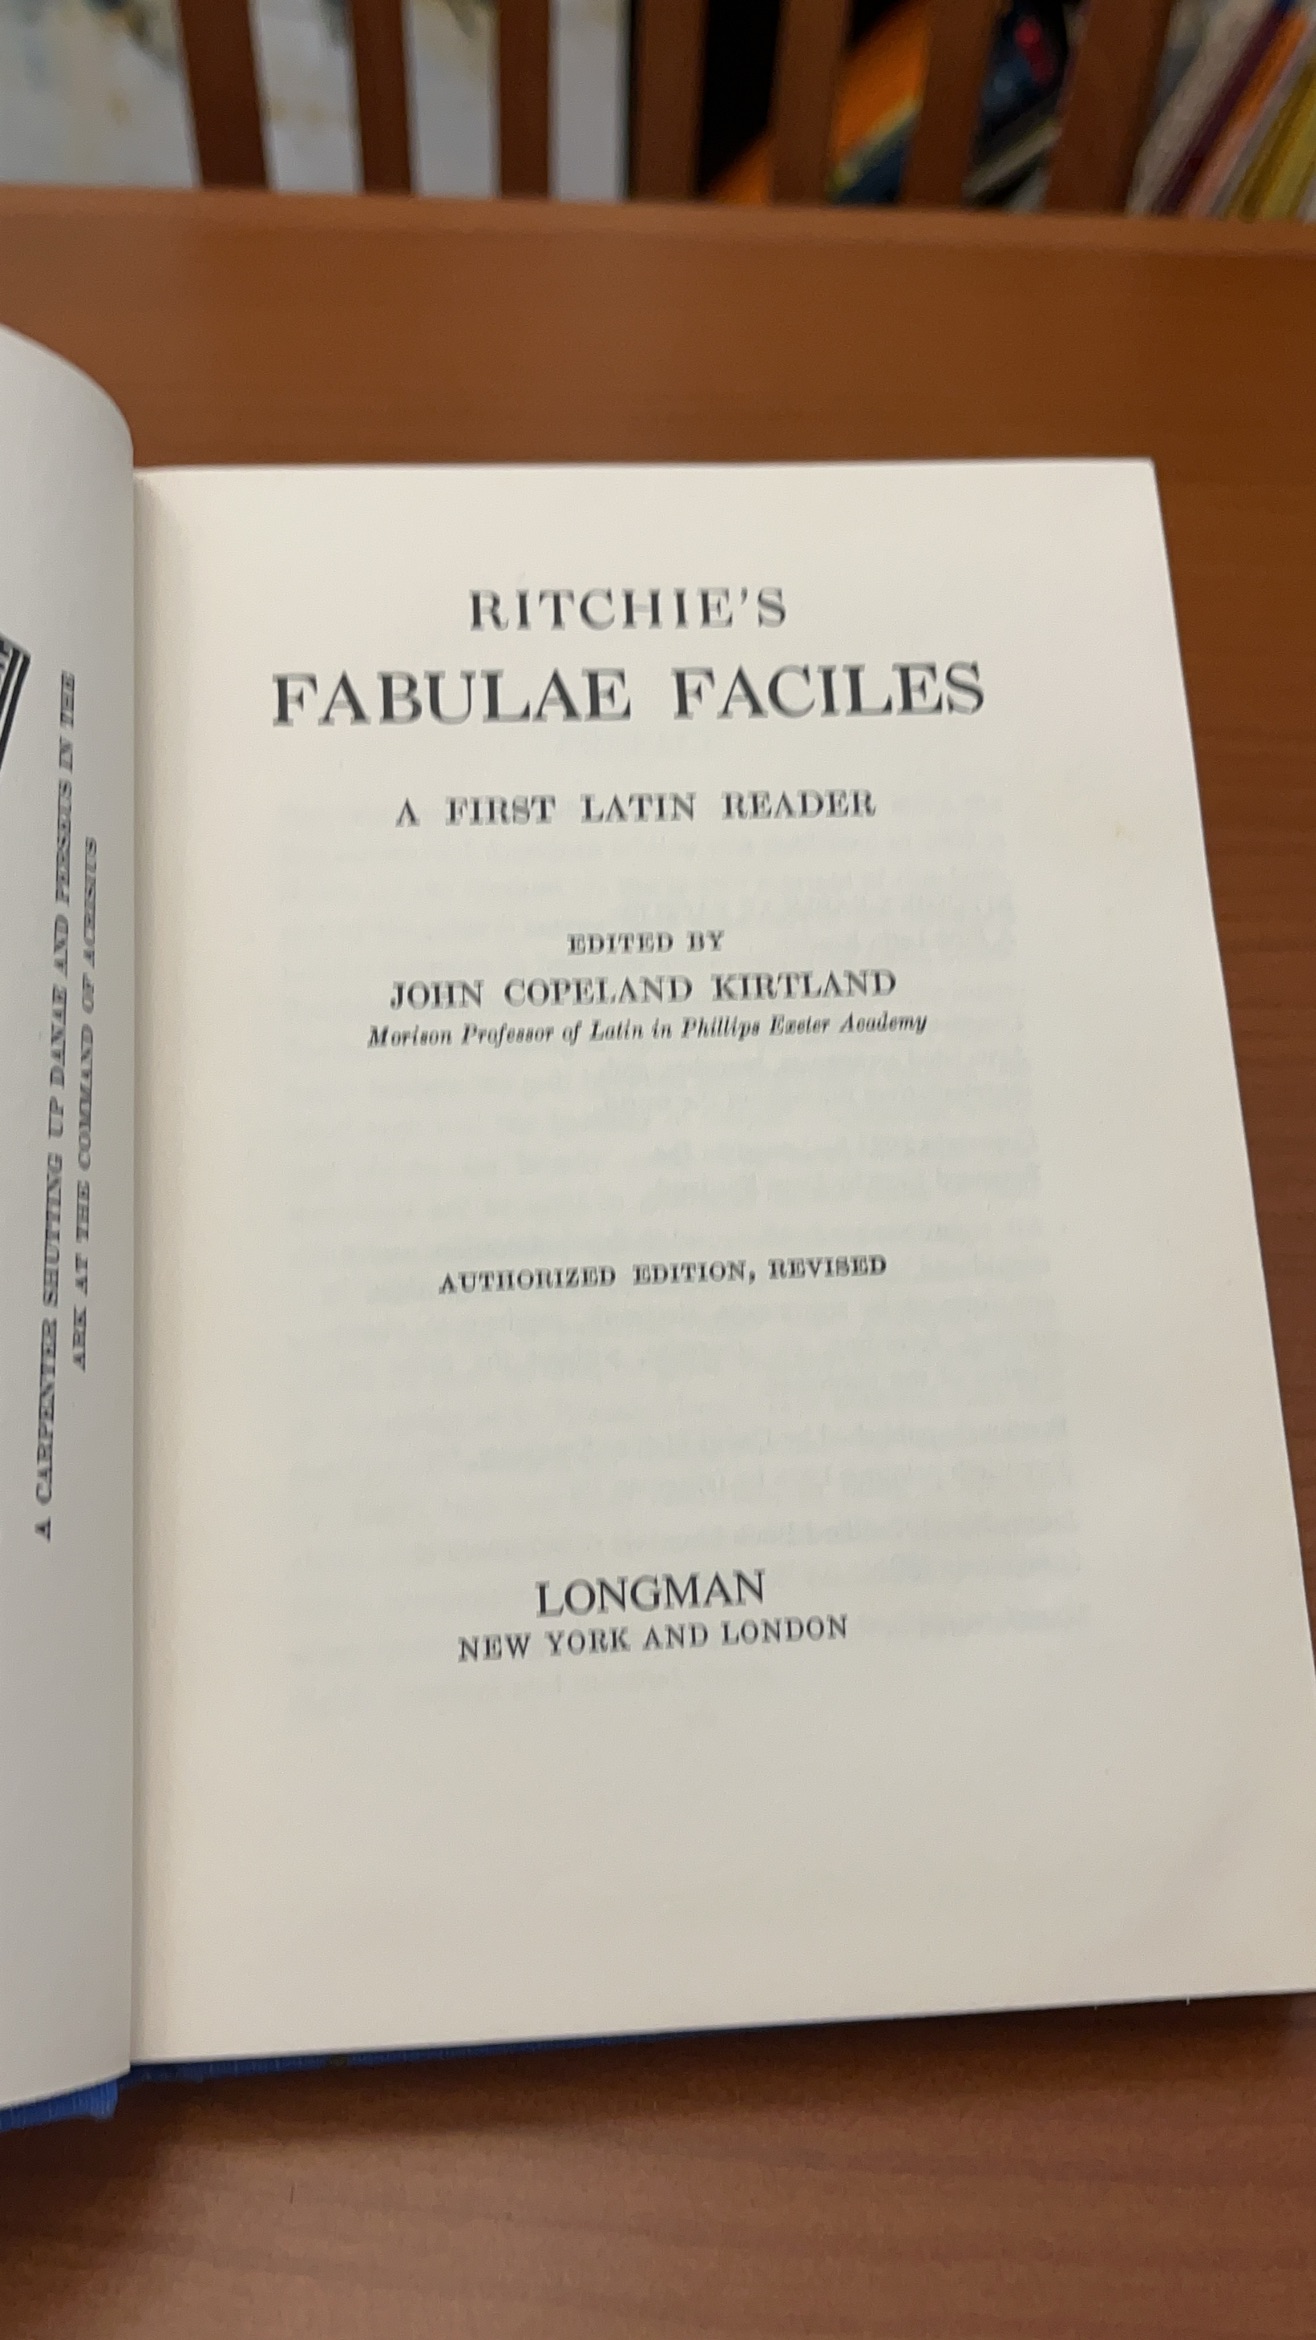 A CARPENTER SHUTTING UP DANAE AND PERSEUS IN THE
ARK AT THE COMMAND OF ACRISIUS
RITCHIE'S
FABULAE FACILES
A FIRST LATIN READER
EDITED BY
JOHN COPELAND KIRTLAND
Morison Professor of Latin in Phillips Exeter Academy
AUTHORIZED EDITION, REVISED
LONGMAN
NEW YORK AND LONDON